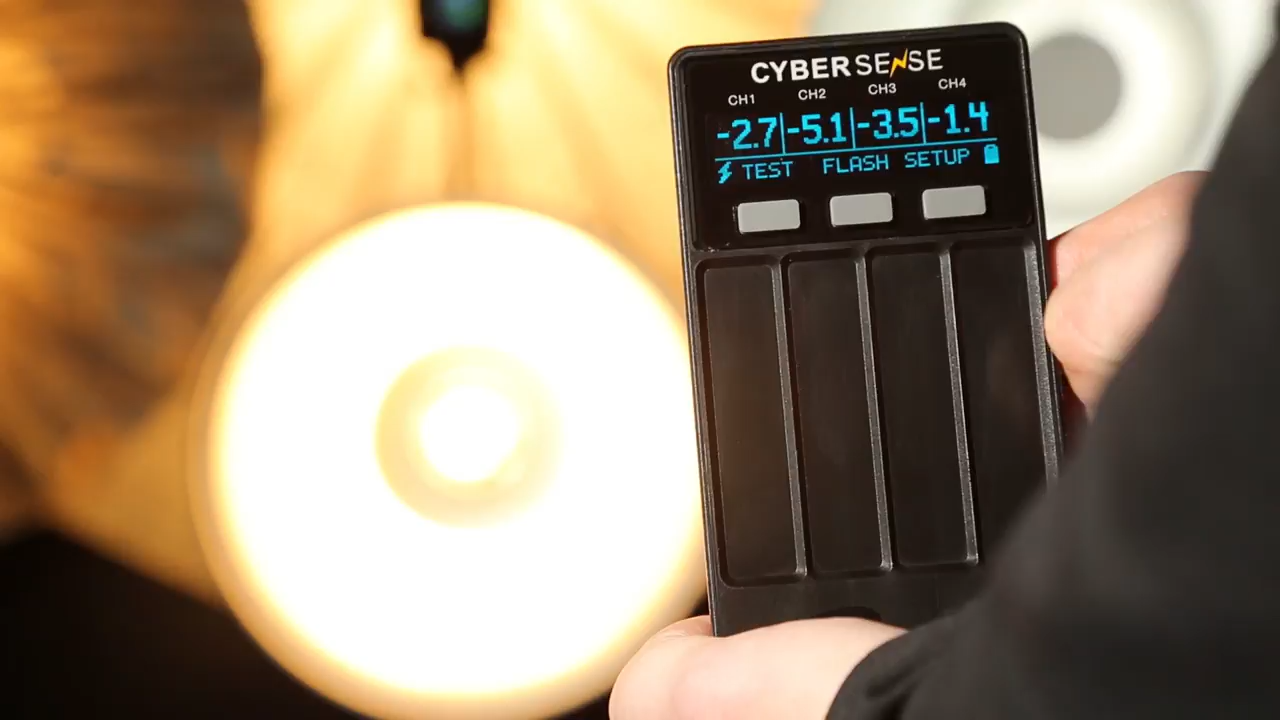 CYBERSENSE
CH1 CH2 CH3 CH4
-2.7 -5.1 -3.5 -1.4
TEST FLASH SETUP